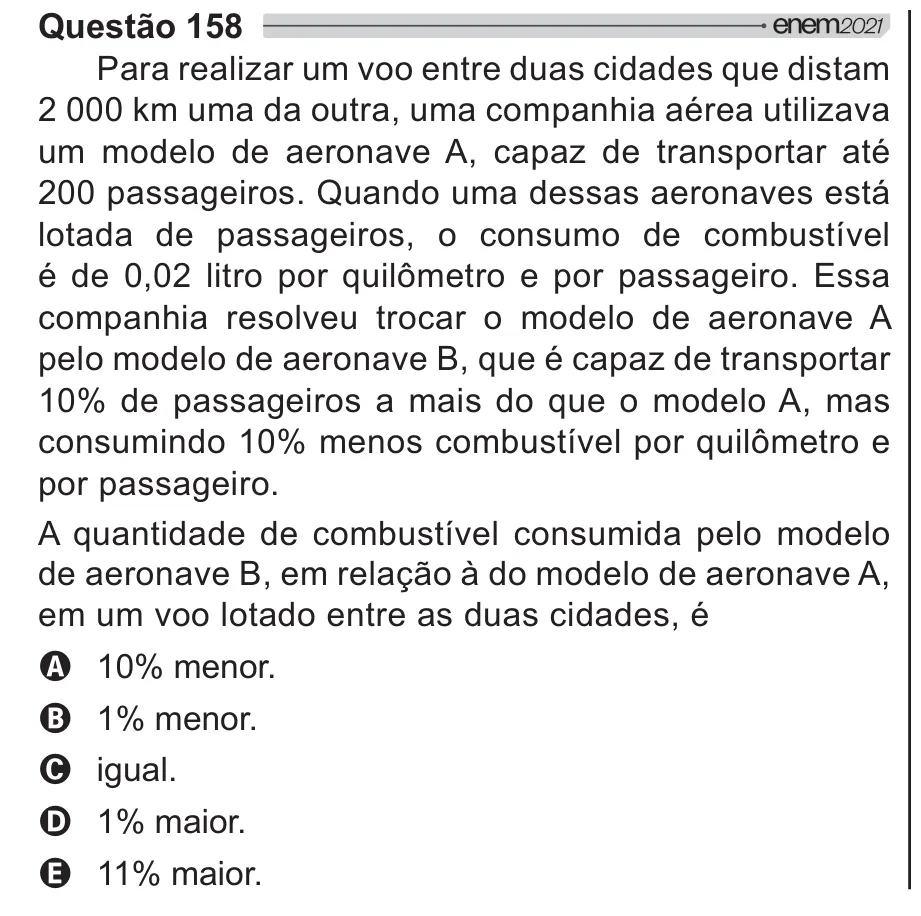 Questão 158
enem2021
Para realizar um voo entre duas cidades que distam
2 000 km uma da outra, uma companhia aérea utilizava
um modelo de aeronave A, capaz de transportar até
200 passageiros. Quando uma dessas aeronaves está
lotada de passageiros, o consumo de combustível
é de 0,02 litro por quilômetro e por passageiro. Essa
companhia resolveu trocar o modelo de aeronave A
pelo modelo de aeronave B, que é capaz de transportar
10% de passageiros a mais do que o modelo A, mas
consumindo 10% menos combustível por quilômetro e
por passageiro.
A quantidade de combustível consumida pelo modelo
de aeronave B, em relação à do modelo de aeronave A,
em um voo lotado entre as duas cidades, é
A 10% menor.
B 1% menor.
C igual.
D 1% maior.
E 11% maior.